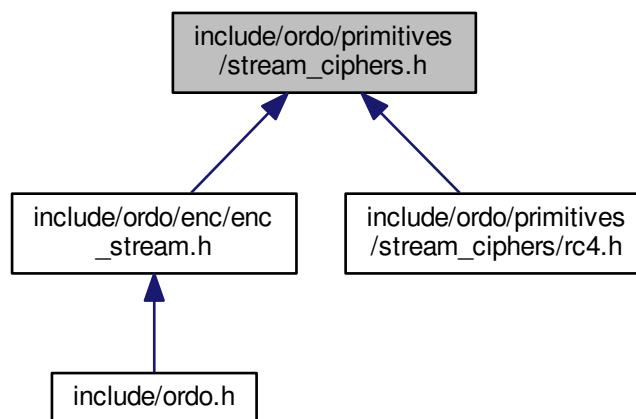 include/ordo/primitives
/stream_ciphers.h
include/ordo/enc/enc
_stream.h
include/ordo/primitives
/stream_ciphers/rc4.h
include/ordo.h